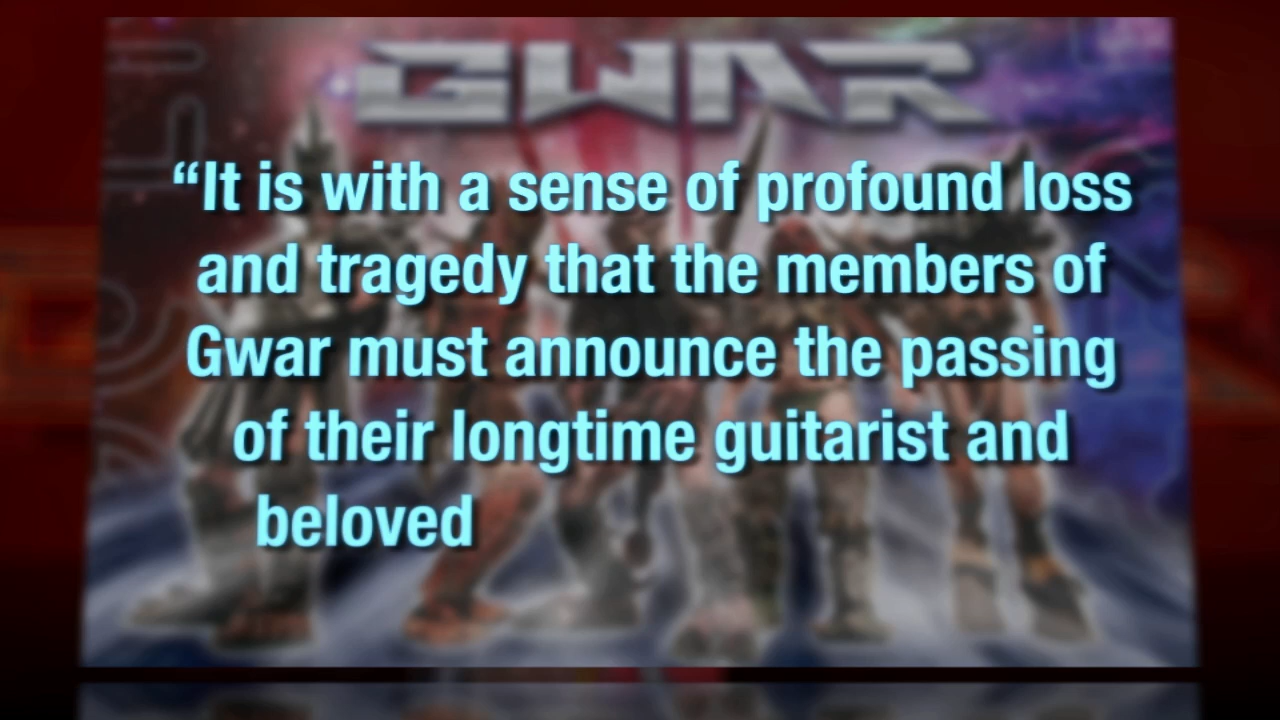 GWAR
“It is with a sense of profound loss
and tragedy that the members of
Gwar must announce the passing
of their longtime guitarist and
beloved